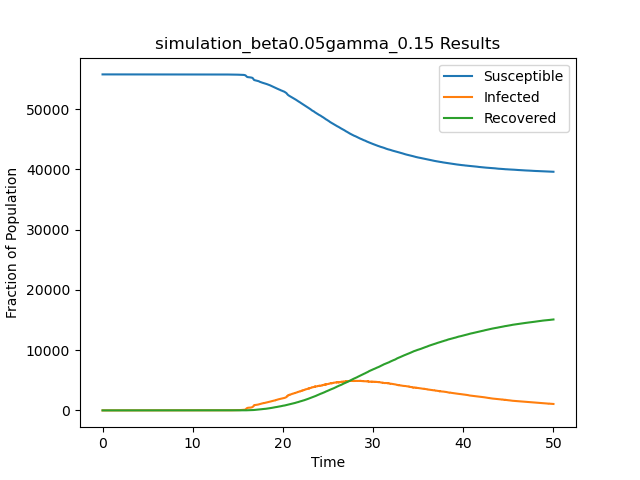 simulation_beta0.05gamma_0.15 Results
Susceptible
Infected
Recovered
Fraction of Population
50000
40000
30000
20000
10000
0
0 10 20 30 40 50
Time